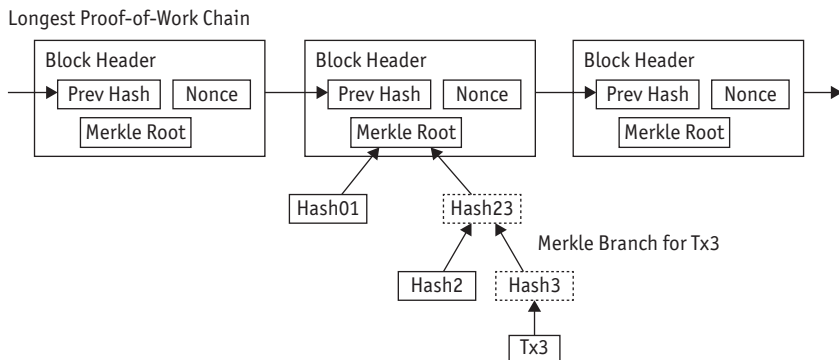 Longest Proof-of-Work Chain
Block Header
Prev Hash
Nonce
Merkle Root
Block Header
Prev Hash
Nonce
Merkle Root
Block Header
Prev Hash
Nonce
Merkle Root
Hash01
Hash23
Merkle Branch for Tx3
Hash2
Hash3
Tx3